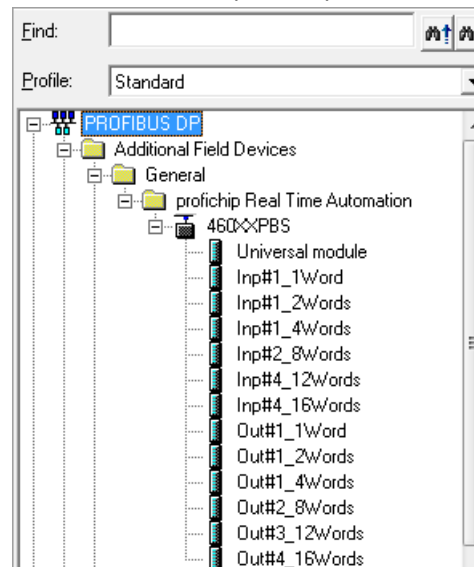 Find:
Profile: Standard
PROFIBUS DP
Additional Field Devices
General
profichip Real Time Automation
460XXPBS
Universal module
Inp#1_1Word
Inp#1_2Words
Inp#1_4Words
Inp#2_8Words
Inp#4_12Words
Inp#4_16Words
Out#1_1Word
Out#1_2Words
Out#1_4Words
Out#2_8Words
Out#3_12Words
Out#4_16Words